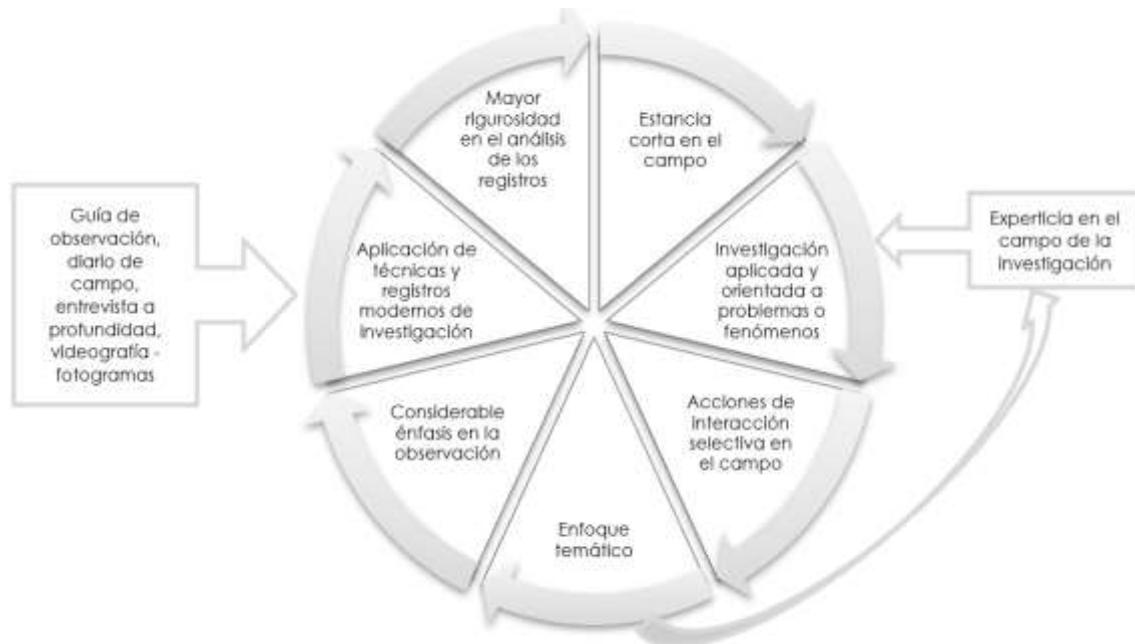 Mayor
rigurosidad
en el análisis
de los
registros
Estancia
corta en el
campo
Guía de
observación,
diario de
campo,
entrevista a
profundidad,
videografía -
fotogramas
Aplicación de
técnicas y
registros
modernos de
investigación
Investigación
aplicada y
orientada a
problemas o
fenómenos
Experticia en el
campo de la
investigación
Considerable
énfasis en la
observación
Acciones de
interacción
selectiva en
el campo
Enfoque
temático